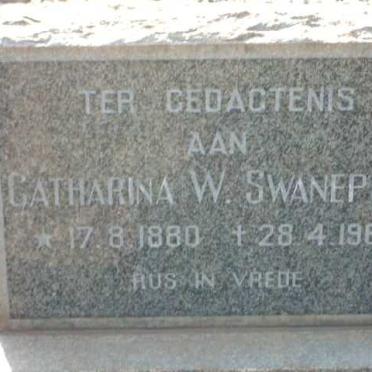 TER GEDAGTENIS
AAN
CATHARINA W. SWANEP
★ 17.8.1880 † 28.4.196
RUS IN VREDE